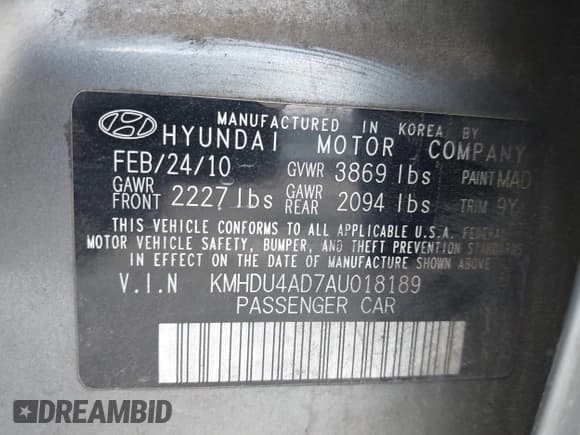 MANUFACTURED IN KOREA BY
HYUNDAI MOTOR COMPANY
FEB/24/10 GVWR 3869 lbs PAINT MAD
GAWR FRONT 2227 lbs GAWR REAR 2094 lbs TRIM 9Y
THIS VEHICLE CONFORMS TO ALL APPLICABLE U.S.A. FEDERAL
MOTOR VEHICLE SAFETY, BUMPER, AND THEFT PREVENTION STANDARDS
IN EFFECT ON THE DATE OF MANUFACTURE SHOWN ABOVE.
V.I.N KMHDU4AD7AU018189
PASSENGER CAR
DREAMBID